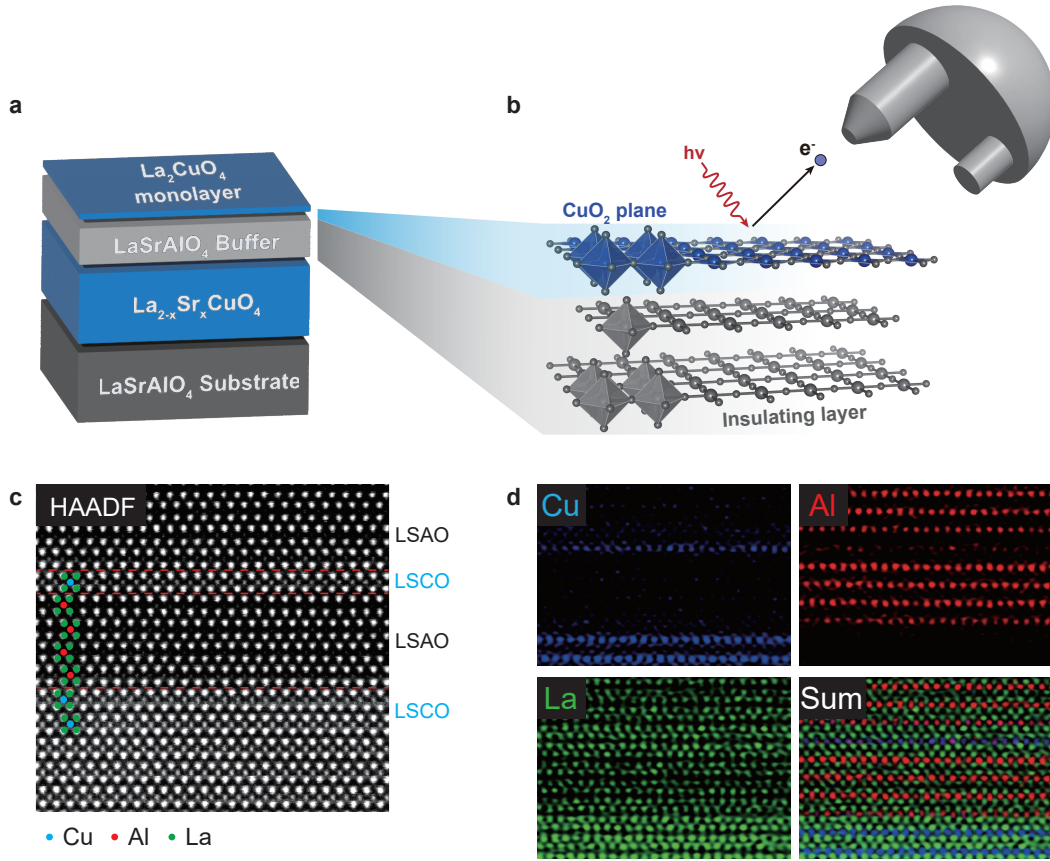 a
La₂CuO₄
monolayer
LaSrAlO₄ Buffer
La₂₋ₓSrₓCuO₄
LaSrAlO₄ Substrate
b
hν
e⁻
CuO₂ plane
Insulating layer
c
HAADF
LSAO
LSCO
LSAO
LSCO
Cu Al La
d
Cu
Al
La
Sum